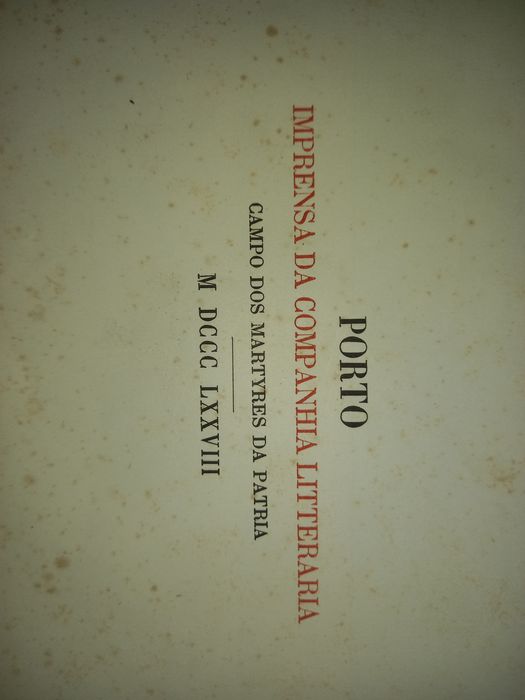 PORTO
IMPRENSA DA COMPANHIA LITTERARIA
CAMPO DOS MARTYRES DA PATRIA
M DCCC LXXVIII